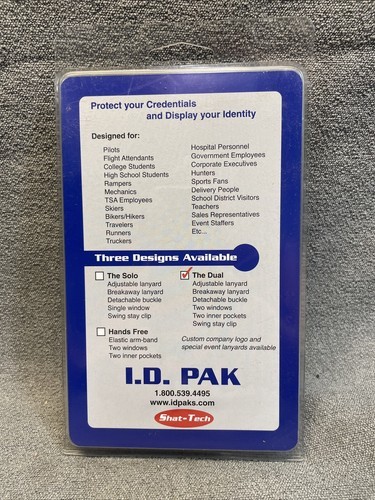 Protect your Credentials
and Display your Identity
Designed for:
Pilots
Flight Attendants
College Students
High School Students
Rampers
Mechanics
TSA Employees
Skiers
Bikers/Hikers
Travelers
Runners
Truckers
Hospital Personnel
Government Employees
Corporate Executives
Hunters
Sports Fans
Delivery People
School District Visitors
Teachers
Sales Representatives
Event Staffers
Etc...
Three Designs Available
The Solo
Adjustable lanyard
Breakaway lanyard
Detachable buckle
Single window
Swing stay clip
The Dual
Adjustable lanyard
Breakaway lanyard
Detachable buckle
Two windows
Two inner pockets
Swing stay clip
Hands Free
Elastic arm-band
Two windows
Two inner pockets
Custom company logo and
special event lanyards available
I.D. PAK
1.800.539.4495
www.idpaks.com
Shat-Tech